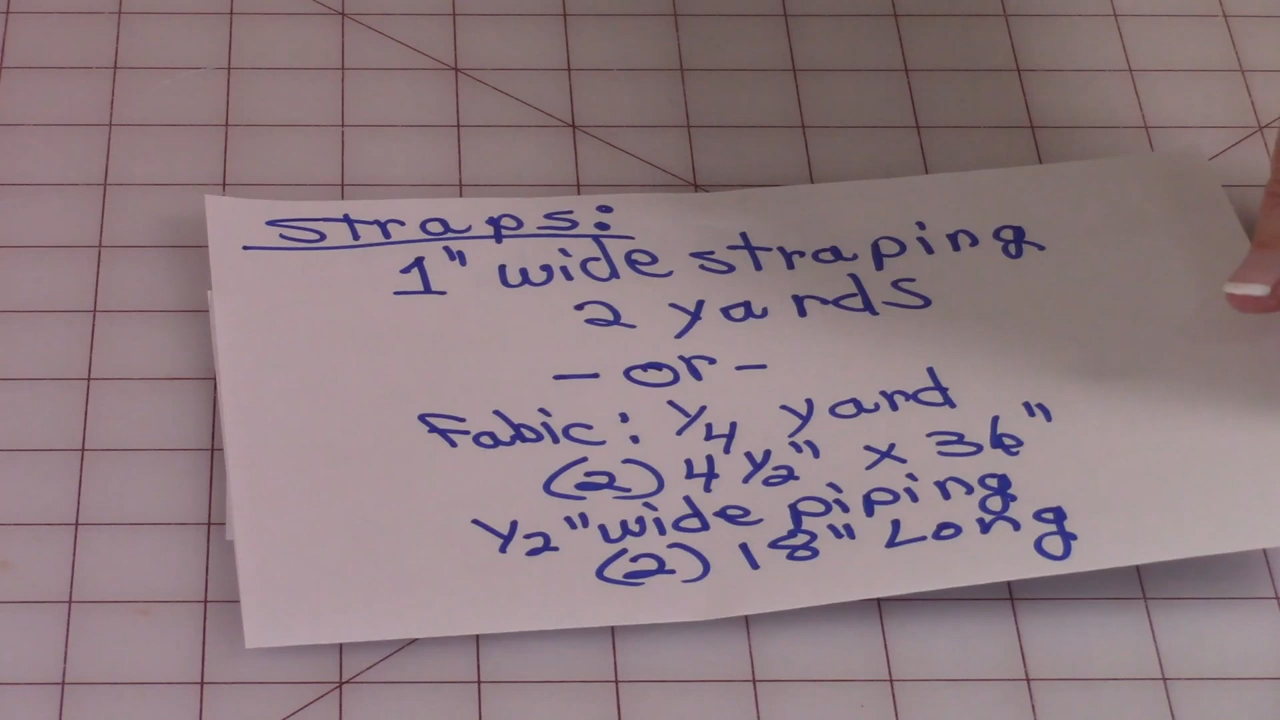 straps:
1" wide straping
2 yards
- or -
Fabic: 1/4 yard
(2) 4 1/2" x 36"
1/2" wide piping
(2) 18" Long